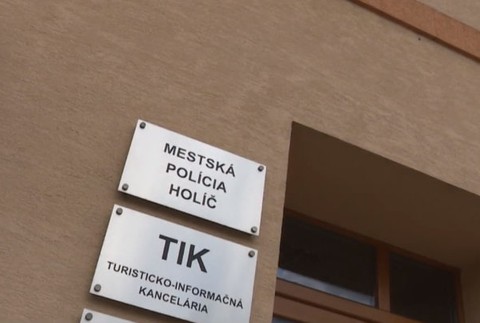 MESTSKÁ
POLÍCIA
HOLÍČ
TIK
TURISTICKO-INFORMAČNÁ
KANCELÁRIA